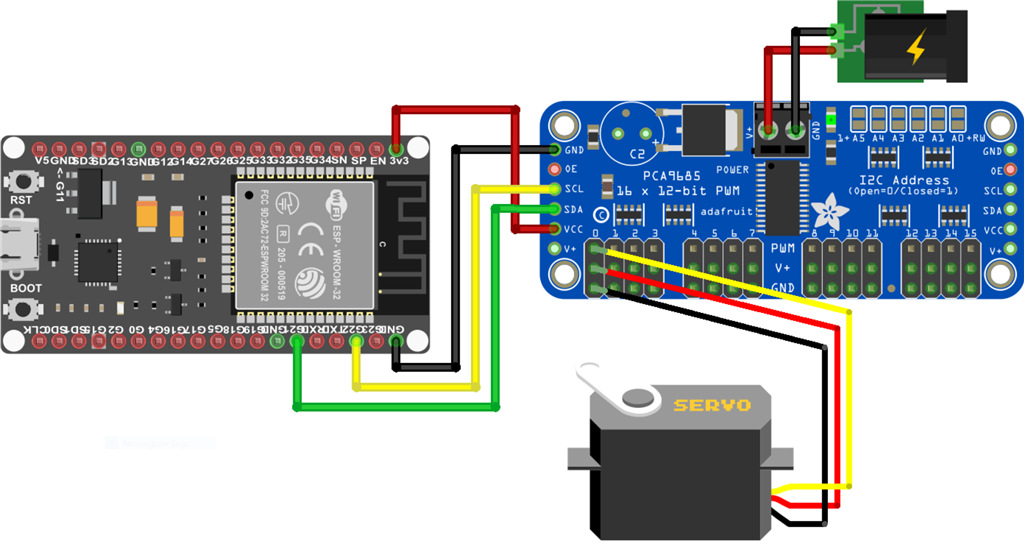 V5 GND SD3 SD2 G13 GND G12 G14 G27 G26 G25 G33 G32 G35 G34 SN SP EN 3V3
<- G11
RST
BOOT
WiFi
ESP - WROOM-32
CE
R 205 - 000519
FCC 9D:2AC72-ESPWROOM 32
C
CLK SD0 SD1 G15 G2 G0 G4 G16 G17 G5 G18 G19 GND G21 RXD TXD G22 G23 GND
GND
OE
SCL
SDA
VCC
V+
C2
+
V+
GND
POWER
PCA9685
16 x 12-bit PWM
adafruit
1+ A5 A4 A3 A2 A1 A0 +RW
I2C Address
(Open=0/Closed=1)
GND
OE
SCL
SDA
VCC
V+
0 1 2 3 4 5 6 7 8 9 10 11 12 13 14 15
PWM
V+
GND
SERVO